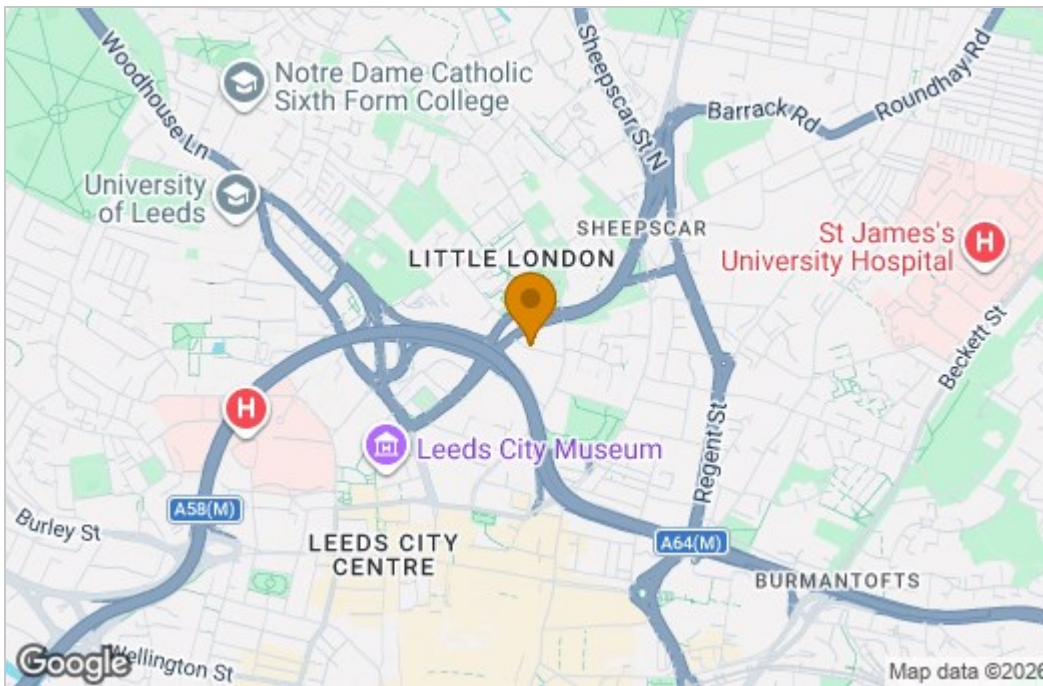 Woodhouse Ln
Notre Dame Catholic
Sixth Form College
Sheepscar St N
Barrack Rd
Roundhay Rd
University
of Leeds
SHEEPSCAR
St James's
University Hospital
H
LITTLE LONDON
Beckett St
H
Leeds City Museum
Regent St
A58(M)
Burley St
A64(M)
LEEDS CITY
CENTRE
BURMANTOFTS
Wellington St
Google
Map data ©2026